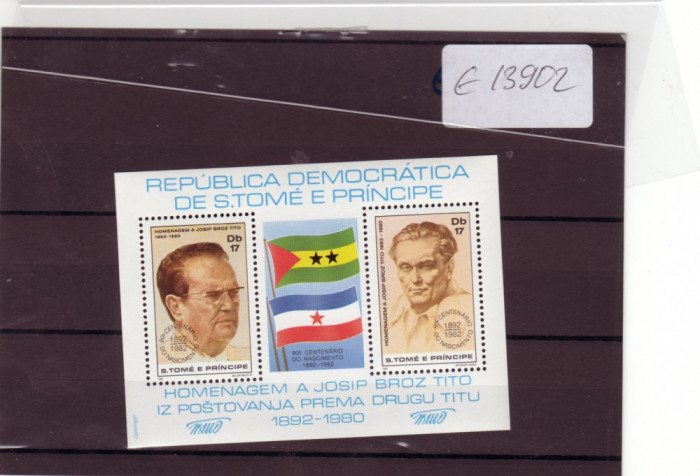 E 13902
REPÚBLICA DEMOCRÁTICA
DE S.TOMÉ E PRÍNCIPE
HOMENAGEM A JOSIP BROZ TITO
1892-1980
Db
17
90º CENTENÁRIO
DO NASCIMENTO
1892
1982
S.TOMÉ E PRÍNCIPE
90º CENTENÁRIO
DO NASCIMENTO
1892-1982
HOMENAGEM A JOSIP BROZ TITO 1892-1980
Db
17
90º CENTENÁRIO
DO NASCIMENTO
1892
1982
S.TOMÉ E PRÍNCIPE
HOMENAGEM A JOSIP BROZ TITO
IZ POŠTOVANJA PREMA DRUGU TITU
1892-1980